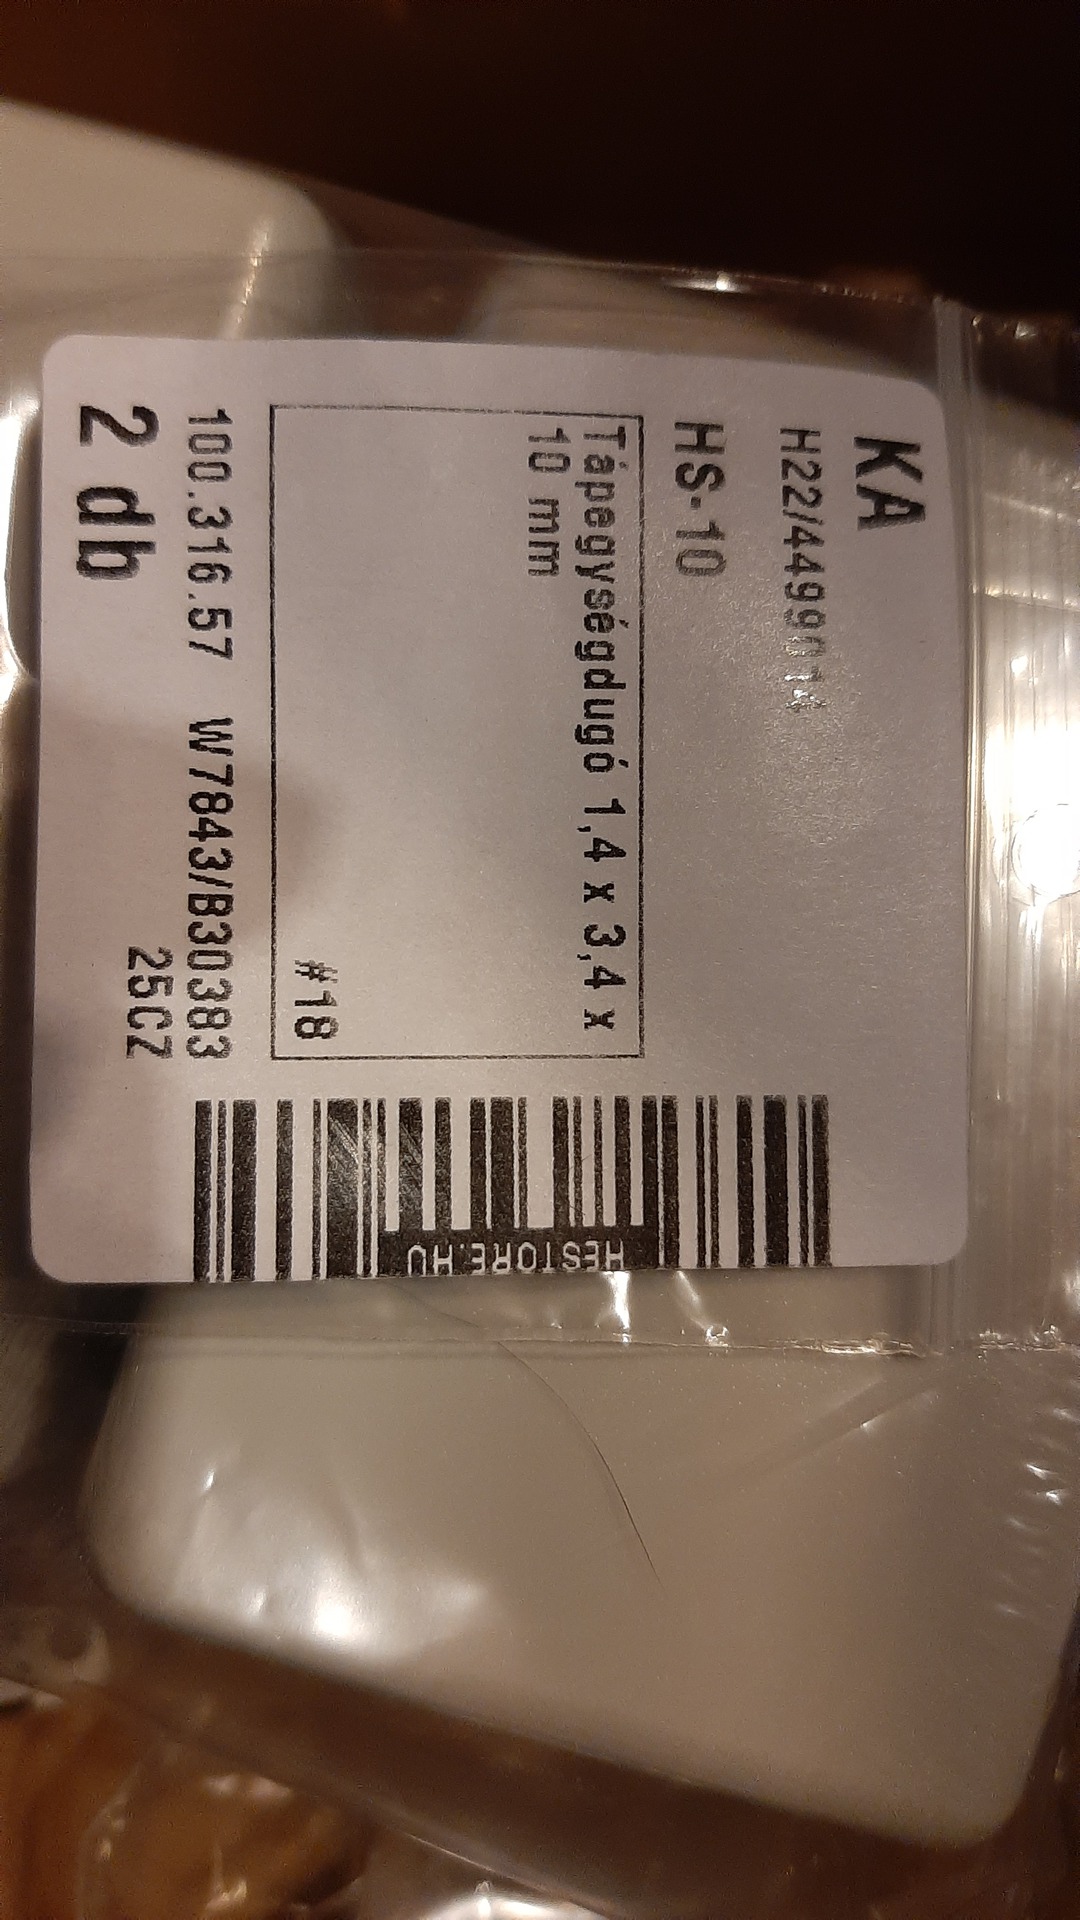 KA
H22/4499014
HS-10
Tápegységdugó 1,4 x 3,4 x
10 mm
#18
100.316.57 W7843/B30383
25CZ
2 db
HESTORE.HU